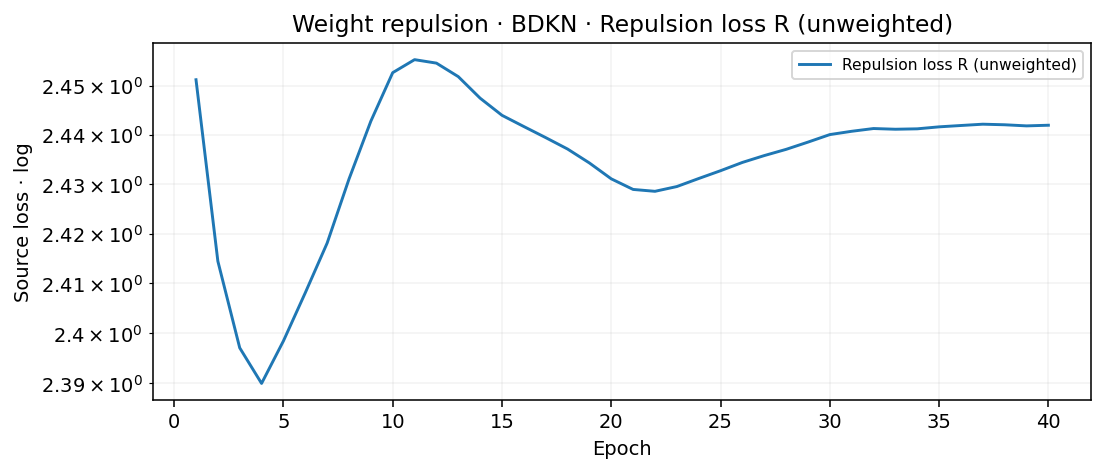 Weight repulsion · BDKN · Repulsion loss R (unweighted)
Repulsion loss R (unweighted)
Source loss · log
2.45 × 10⁰
2.44 × 10⁰
2.43 × 10⁰
2.42 × 10⁰
2.41 × 10⁰
2.4 × 10⁰
2.39 × 10⁰
0 5 10 15 20 25 30 35 40
Epoch